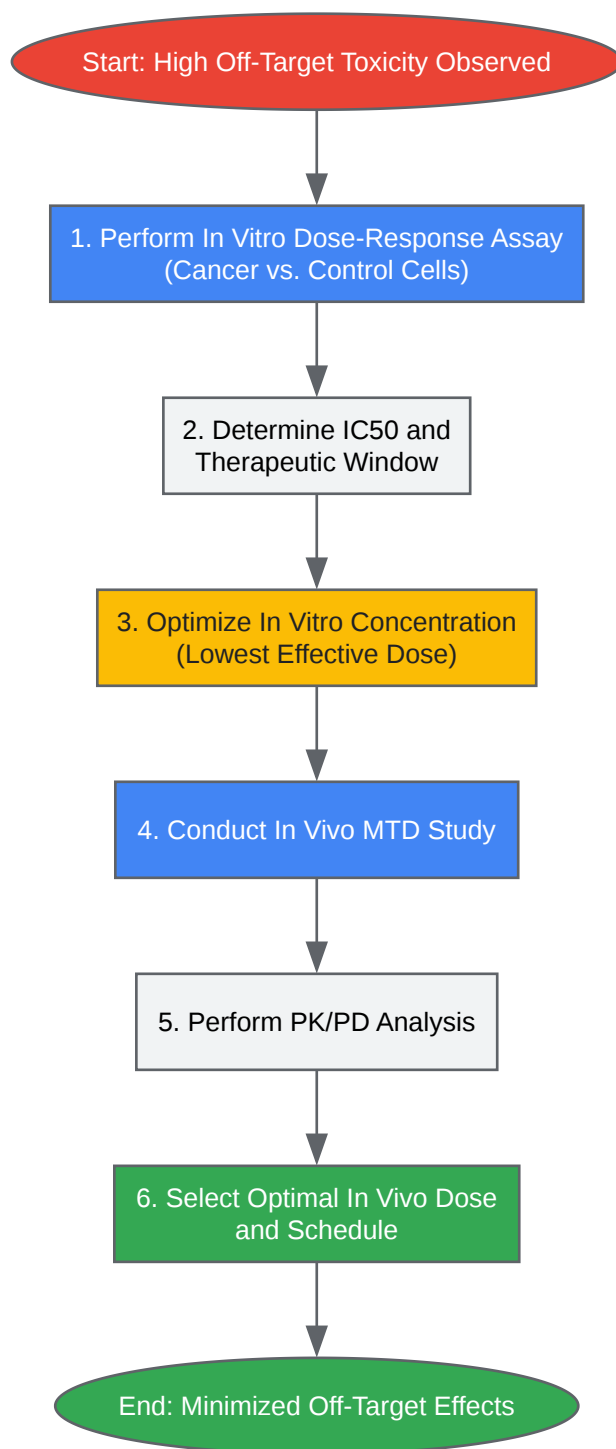 Start: High Off-Target Toxicity Observed
1. Perform In Vitro Dose-Response Assay
(Cancer vs. Control Cells)
2. Determine IC50 and
Therapeutic Window
3. Optimize In Vitro Concentration
(Lowest Effective Dose)
4. Conduct In Vivo MTD Study
5. Perform PK/PD Analysis
6. Select Optimal In Vivo Dose
and Schedule
End: Minimized Off-Target Effects